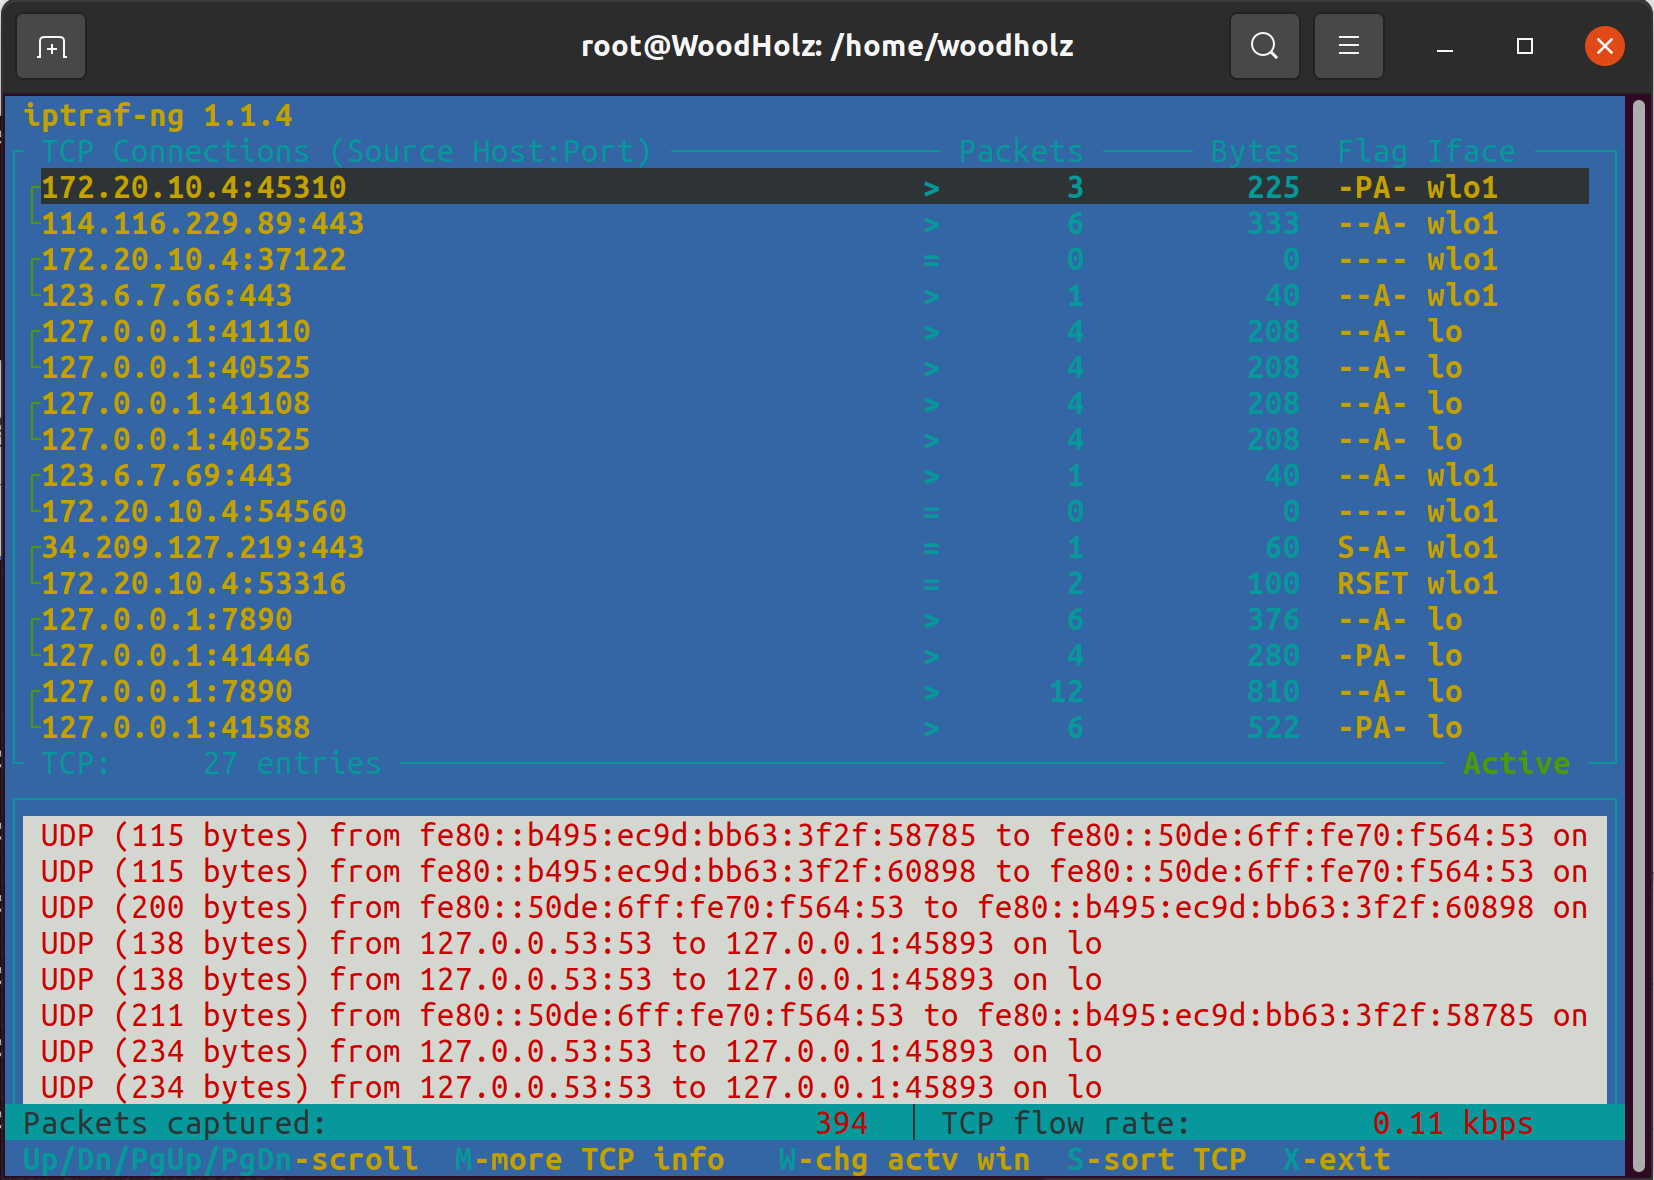 root@WoodHolz: /home/woodholz
iptraf-ng 1.1.4
TCP Connections (Source Host:Port) Packets Bytes Flag Iface
172.20.10.4:45310 > 3 225 -PA- wlo1
114.116.229.89:443 > 6 333 --A- wlo1
172.20.10.4:37122 = 0 0 ---- wlo1
123.6.7.66:443 > 1 40 --A- wlo1
127.0.0.1:41110 > 4 208 --A- lo
127.0.0.1:40525 > 4 208 --A- lo
127.0.0.1:41108 > 4 208 --A- lo
127.0.0.1:40525 > 4 208 --A- lo
123.6.7.69:443 > 1 40 --A- wlo1
172.20.10.4:54560 = 0 0 ---- wlo1
34.209.127.219:443 = 1 60 S-A- wlo1
172.20.10.4:53316 = 2 100 RSET wlo1
127.0.0.1:7890 > 6 376 --A- lo
127.0.0.1:41446 > 4 280 -PA- lo
127.0.0.1:7890 > 12 810 --A- lo
127.0.0.1:41588 > 6 522 -PA- lo
TCP: 27 entries Active
UDP (115 bytes) from fe80::b495:ec9d:bb63:3f2f:58785 to fe80::50de:6ff:fe70:f564:53 on
UDP (115 bytes) from fe80::b495:ec9d:bb63:3f2f:60898 to fe80::50de:6ff:fe70:f564:53 on
UDP (200 bytes) from fe80::50de:6ff:fe70:f564:53 to fe80::b495:ec9d:bb63:3f2f:60898 on
UDP (138 bytes) from 127.0.0.53:53 to 127.0.0.1:45893 on lo
UDP (138 bytes) from 127.0.0.53:53 to 127.0.0.1:45893 on lo
UDP (211 bytes) from fe80::50de:6ff:fe70:f564:53 to fe80::b495:ec9d:bb63:3f2f:58785 on
UDP (234 bytes) from 127.0.0.53:53 to 127.0.0.1:45893 on lo
UDP (234 bytes) from 127.0.0.53:53 to 127.0.0.1:45893 on lo
Packets captured: 394 TCP flow rate: 0.11 kbps
Up/Dn/PgUp/PgDn-scroll M-more TCP info W-chg actv win S-sort TCP X-exit